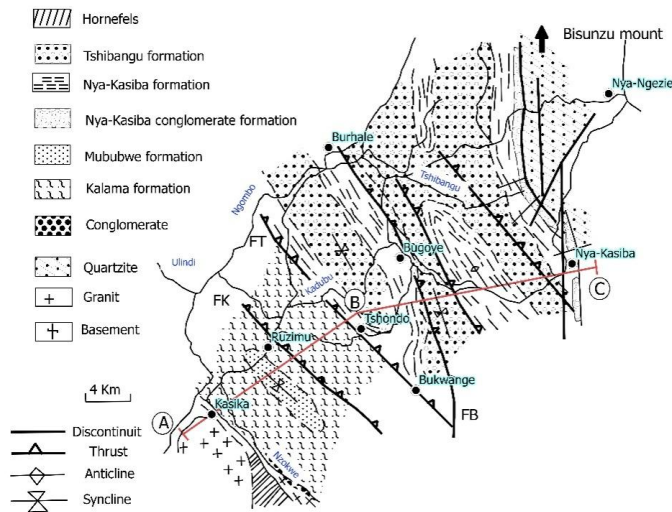 Hornefels
Tshibangu formation
Nya-Kasiba formation
Nya-Kasiba conglomerate formation
Mububwe formation
Kalama formation
Conglomerate
Quartzite
Granit
Basement
4 Km
Discontinuit
Thrust
Anticline
Syncline
Bisunzu mount
Nya-Ngezie
Burhale
Tshibangu
Ngombo
FT
Bugoye
Nya-Kasiba
Ulindi
Kadubu
FK
B
C
Tshondo
Ruzimu
Bukwange
Kasika
A
FB
Nzokwe